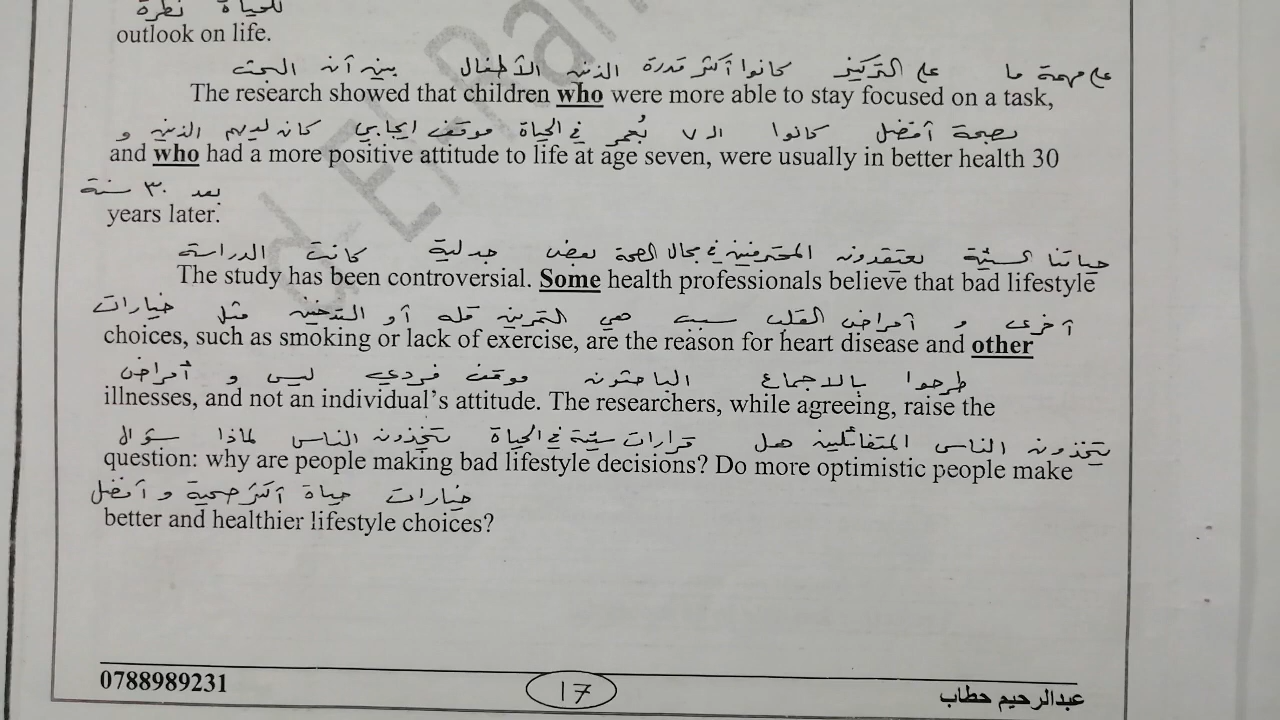 للحياة نظرة
outlook on life.
على مهمة ما على التركيز كانوا أكثر قدرة الذين الأطفال بين أن البحث
The research showed that children who were more able to stay focused on a task,
بصحة أفضل كانوا الـ ٧ بُعمر في الحياة موقف ايجابي كان لديهم الذين و
and who had a more positive attitude to life at age seven, were usually in better health 30
بعد ٣٠ سنة
years later.
حياتنا السيئة يعتقدون المحترفين في مجال الصحة بعض جدلية كانت الدراسة
The study has been controversial. Some health professionals believe that bad lifestyle
أخرى و أمراض القلب سبب هي التمرين قلة أو التدخين مثل خيارات
choices, such as smoking or lack of exercise, are the reason for heart disease and other
طرحوا بالاجماع الباحثون موقف فردي ليس و أمراض
illnesses, and not an individual's attitude. The researchers, while agreeing, raise the
يتخذون الناس المتفائلين هل قرارات سيئة في الحياة يتخذون الناس لماذا سؤال
question: why are people making bad lifestyle decisions? Do more optimistic people make
خيارات حياة أكثر صحية و أفضل
better and healthier lifestyle choices?
0788989231
17
عبدالرحيم حطاب